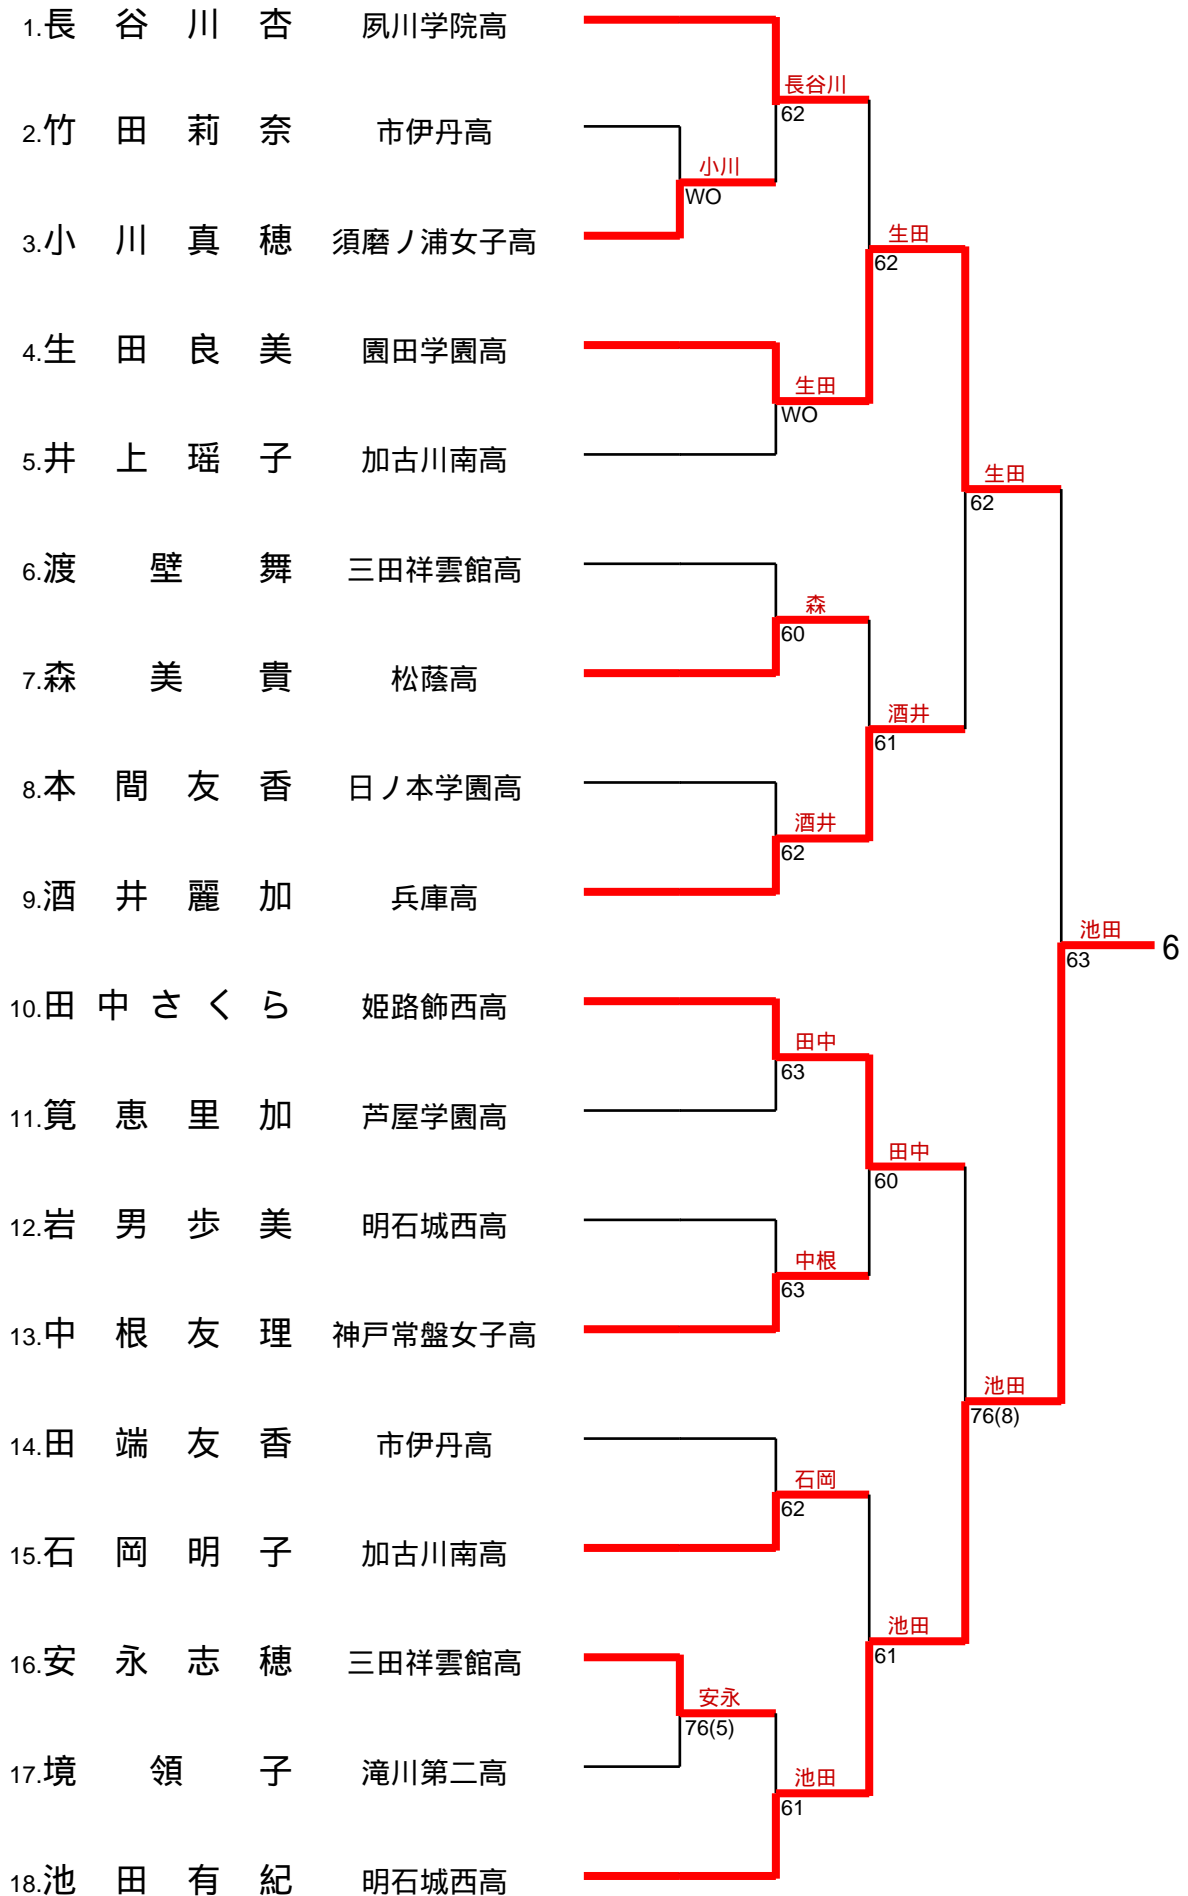 1.長谷川杏 夙川学院高
長谷川
62
2.竹田莉奈 市伊丹高
小川
WO
3.小川真穂 須磨ノ浦女子高
生田
62
4.生田良美 園田学園高
生田
WO
5.井上瑶子 加古川南高
生田
62
6.渡壁舞 三田祥雲館高
森
60
7.森美貴 松蔭高
酒井
61
8.本間友香 日ノ本学園高
酒井
62
9.酒井麗加 兵庫高
池田
63
6
10.田中さくら 姫路飾西高
田中
63
11.筧恵里加 芦屋学園高
田中
60
12.岩男歩美 明石城西高
中根
63
13.中根友理 神戸常盤女子高
池田
76(8)
14.田端友香 市伊丹高
石岡
62
15.石岡明子 加古川南高
池田
61
16.安永志穂 三田祥雲館高
安永
76(5)
17.境領子 滝川第二高
池田
61
18.池田有紀 明石城西高